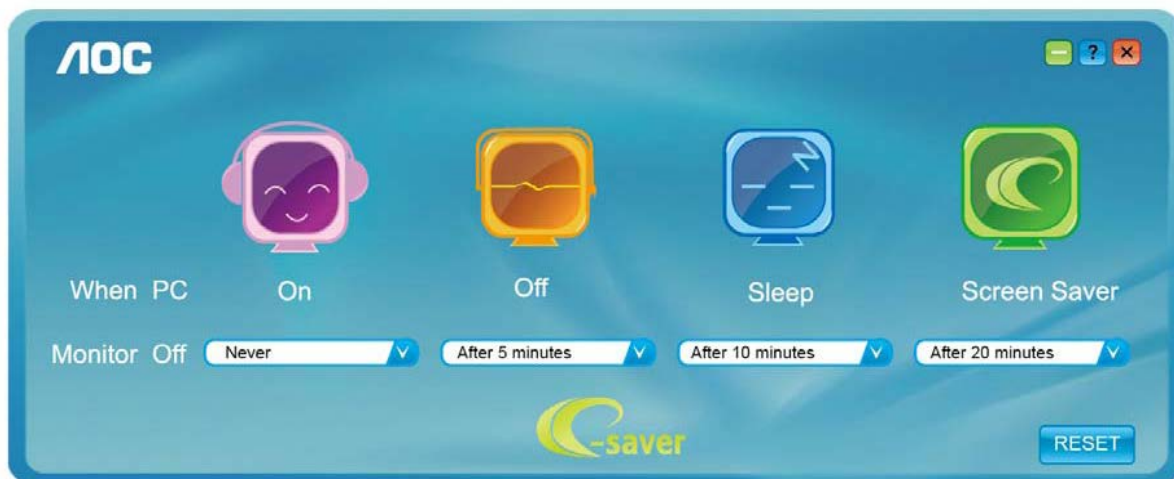 AOC
?
When PC On Off Sleep Screen Saver
Monitor Off Never After 5 minutes After 10 minutes After 20 minutes
e-saver
RESET